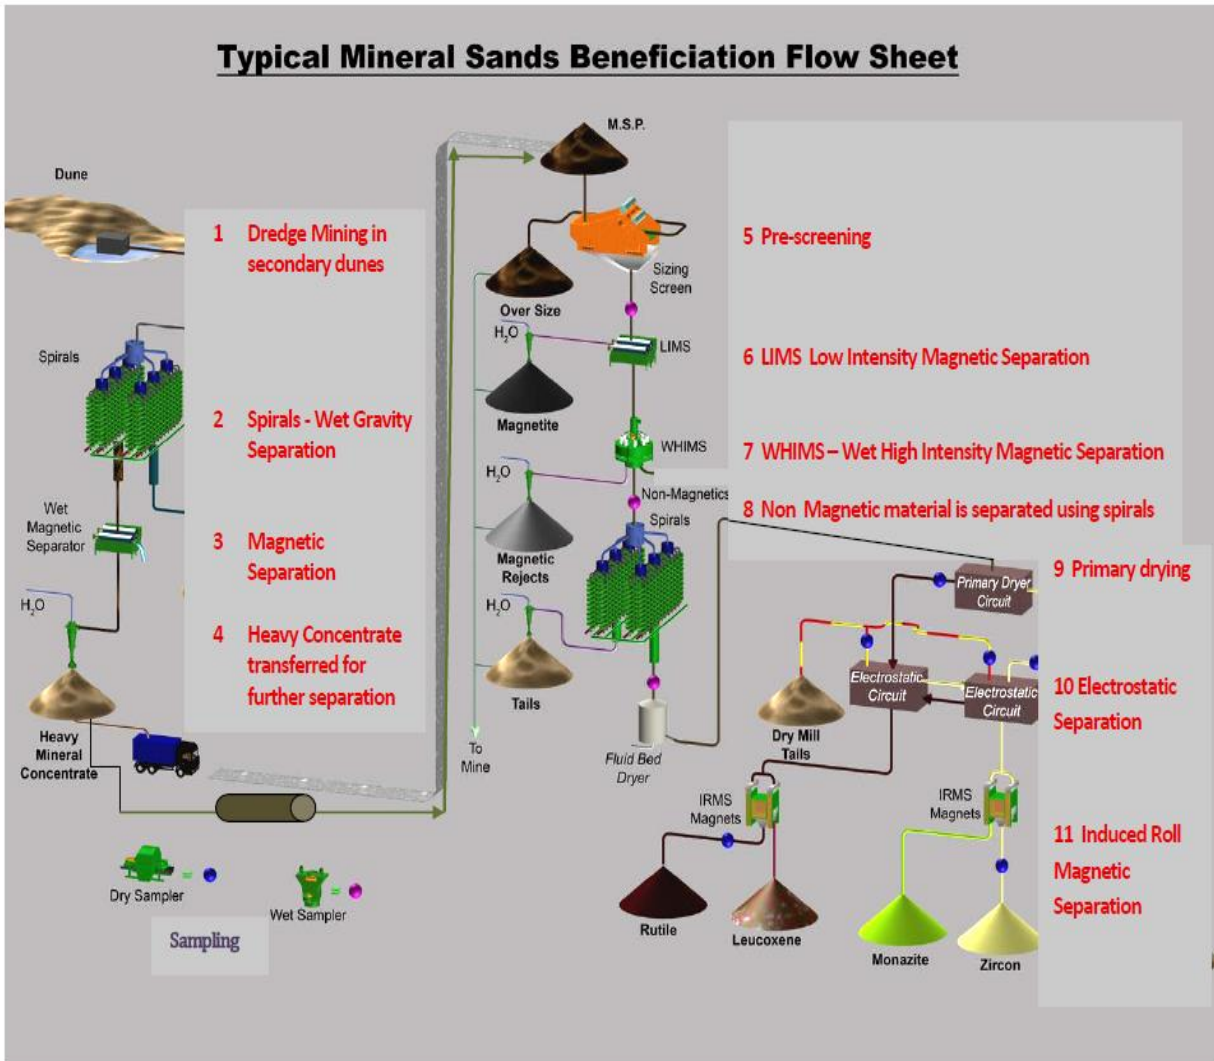 Typical Mineral Sands Beneficiation Flow Sheet
Dune
1 Dredge Mining in
secondary dunes
Spirals
2 Spirals - Wet Gravity
Separation
Wet
Magnetic
Separator
3 Magnetic
Separation
H₂O
4 Heavy Concentrate
transferred for
further separation
Heavy
Mineral
Concentrate
Dry Sampler
=
Wet Sampler
=
Sampling
M.S.P.
Sizing
Screen
Over Size
H₂O
LIMS
Magnetite
WHIMS
H₂O
Non-Magnetics
Spirals
Magnetic
Rejects
H₂O
Tails
To
Mine
Fluid Bed
Dryer
5 Pre-screening
6 LIMS Low Intensity Magnetic Separation
7 WHIMS – Wet High Intensity Magnetic Separation
8 Non Magnetic material is separated using spirals
9 Primary drying
Primary Dryer
Circuit
Electrostatic
Circuit
Electrostatic
Circuit
10 Electrostatic
Separation
Dry Mill
Tails
IRMS
Magnets
IRMS
Magnets
11 Induced Roll
Magnetic
Separation
Rutile
Leucoxene
Monazite
Zircon